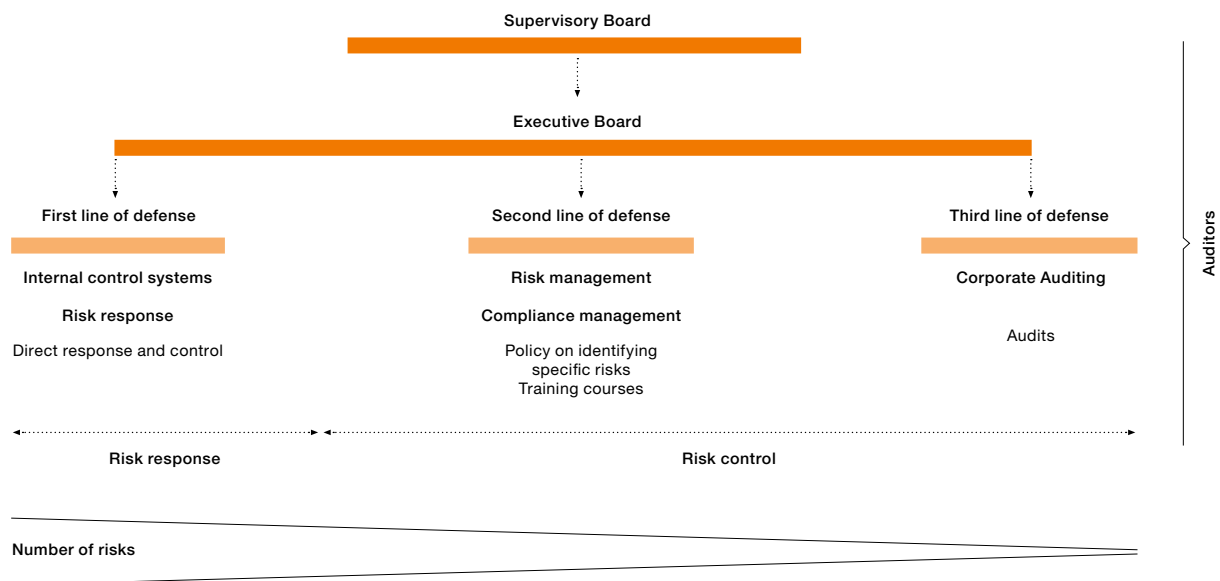 Supervisory Board
Executive Board
First line of defense
Second line of defense
Third line of defense
Internal control systems
Risk management
Corporate Auditing
Risk response
Compliance management
Direct response and control
Policy on identifying
specific risks
Training courses
Audits
Auditors
Risk response
Risk control
Number of risks